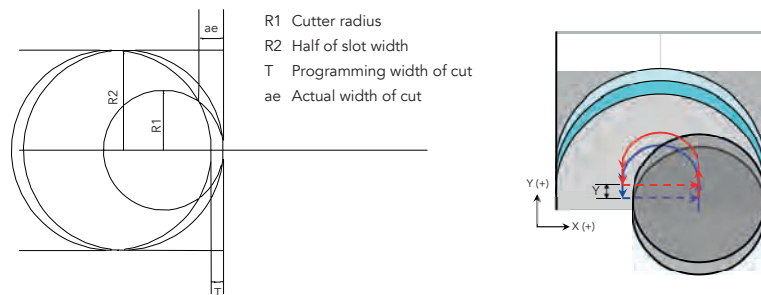 ae
R1 Cutter radius
R2 Half of slot width
T Programming width of cut
ae Actual width of cut
R2
R1
T
Y (+)
Y
X (+)